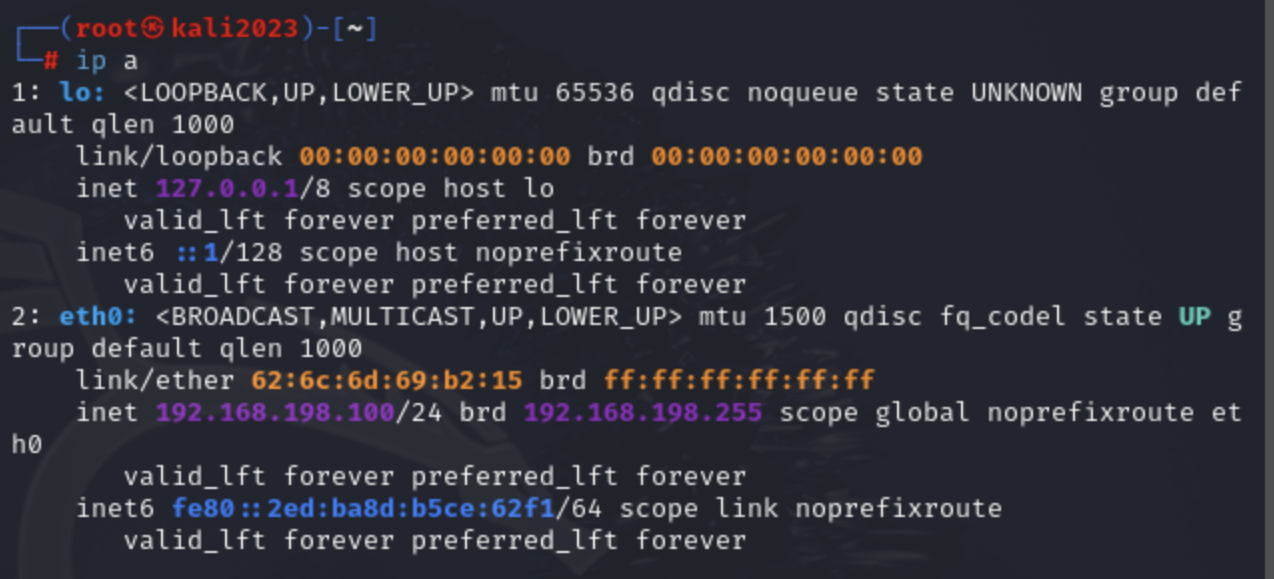 ┌──(root㉿kali2023)-[~]
└─# ip a
1: lo: <LOOPBACK,UP,LOWER_UP> mtu 65536 qdisc noqueue state UNKNOWN group def
ault qlen 1000
    link/loopback 00:00:00:00:00:00 brd 00:00:00:00:00:00
    inet 127.0.0.1/8 scope host lo
       valid_lft forever preferred_lft forever
    inet6 ::1/128 scope host noprefixroute
       valid_lft forever preferred_lft forever
2: eth0: <BROADCAST,MULTICAST,UP,LOWER_UP> mtu 1500 qdisc fq_codel state UP g
roup default qlen 1000
    link/ether 62:6c:6d:69:b2:15 brd ff:ff:ff:ff:ff:ff
    inet 192.168.198.100/24 brd 192.168.198.255 scope global noprefixroute et
h0
       valid_lft forever preferred_lft forever
    inet6 fe80::2ed:ba8d:b5ce:62f1/64 scope link noprefixroute
       valid_lft forever preferred_lft forever